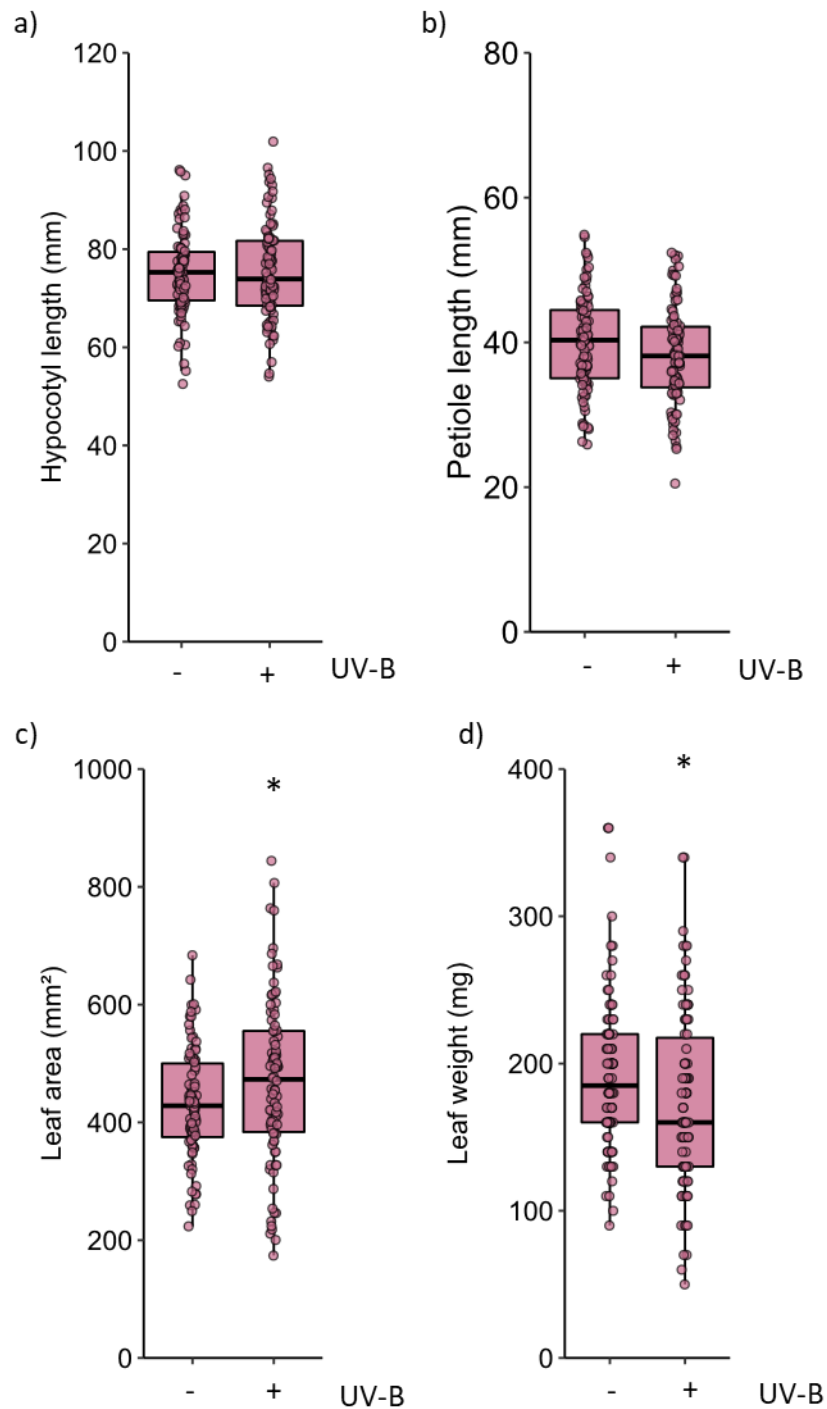 a)
120
100
80
60
40
20
0
Hypocotyl length (mm)
- + UV-B
b)
80
60
40
20
0
Petiole length (mm)
- + UV-B
c)
1000
800
600
400
200
0
Leaf area (mm²)
*
- + UV-B
d)
400
300
200
100
0
Leaf weight (mg)
*
- + UV-B